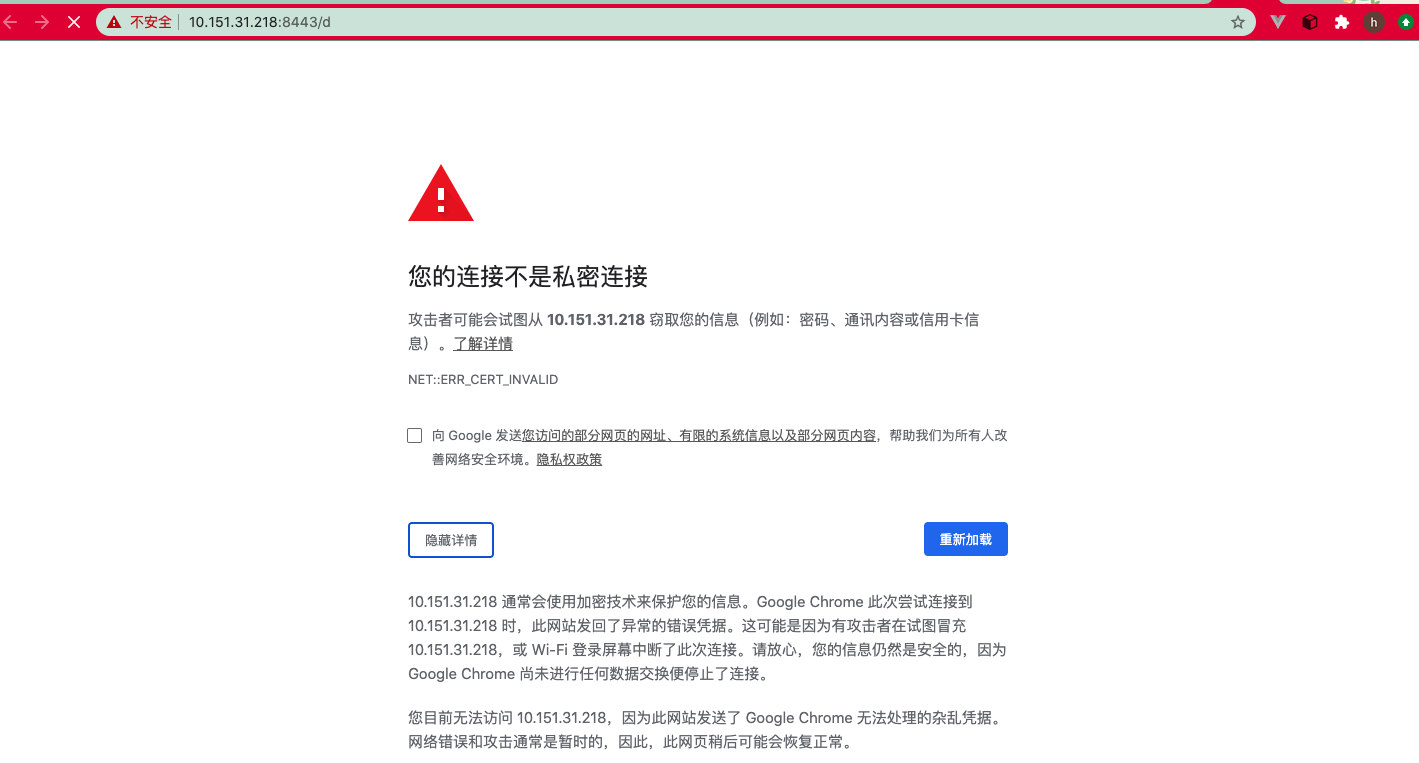 不安全 10.151.31.218:8443/d
h
您的连接不是私密连接
攻击者可能会试图从 10.151.31.218 窃取您的信息（例如：密码、通讯内容或信用卡信
息）。了解详情
NET::ERR_CERT_INVALID
向 Google 发送您访问的部分网页的网址、有限的系统信息以及部分网页内容，帮助我们为所有人改
善网络安全环境。隐私权政策
隐藏详情
重新加载
10.151.31.218 通常会使用加密技术来保护您的信息。Google Chrome 此次尝试连接到
10.151.31.218 时，此网站发回了异常的错误凭据。这可能是因为有攻击者在试图冒充
10.151.31.218，或 Wi-Fi 登录屏幕中断了此次连接。请放心，您的信息仍然是安全的，因为
Google Chrome 尚未进行任何数据交换便停止了连接。
您目前无法访问 10.151.31.218，因为此网站发送了 Google Chrome 无法处理的杂乱凭据。
网络错误和攻击通常是暂时的，因此，此网页稍后可能会恢复正常。